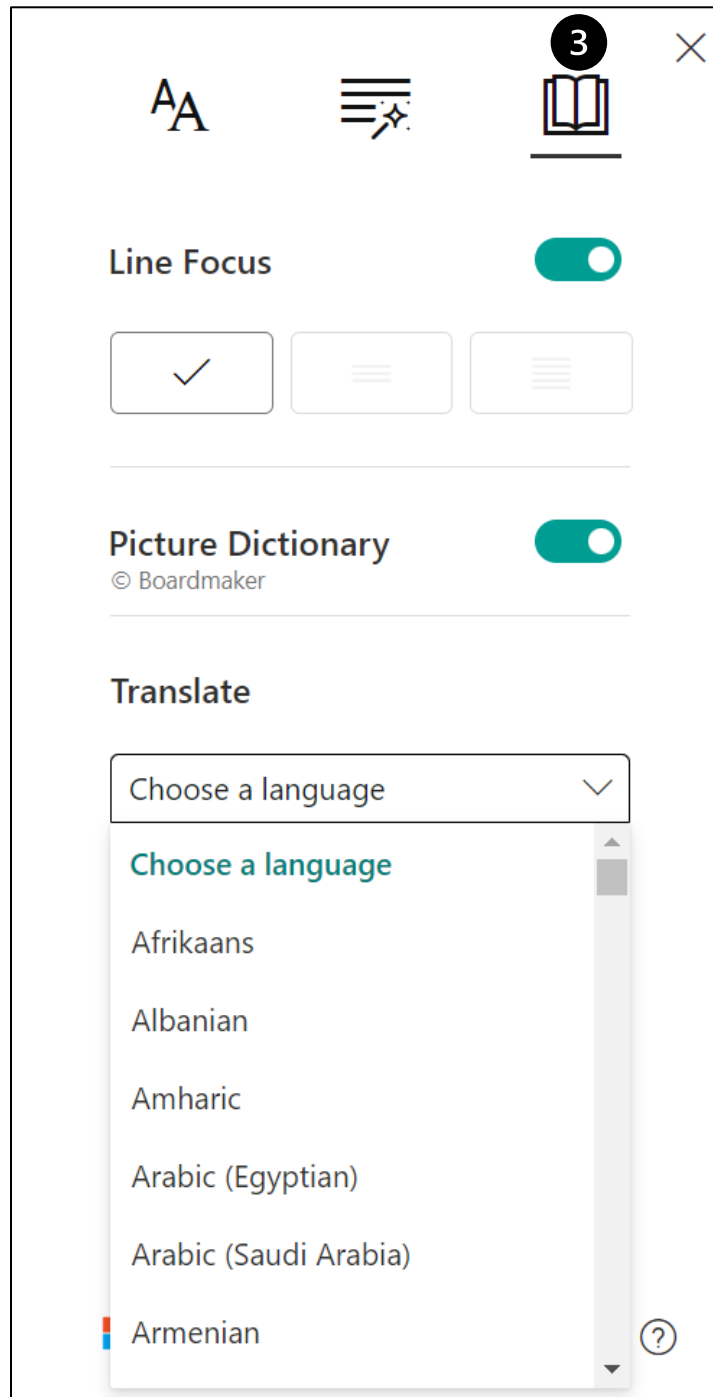 3
AA
Line Focus
Picture Dictionary
© Boardmaker
Translate
Choose a language
Choose a language
Afrikaans
Albanian
Amharic
Arabic (Egyptian)
Arabic (Saudi Arabia)
Armenian
?